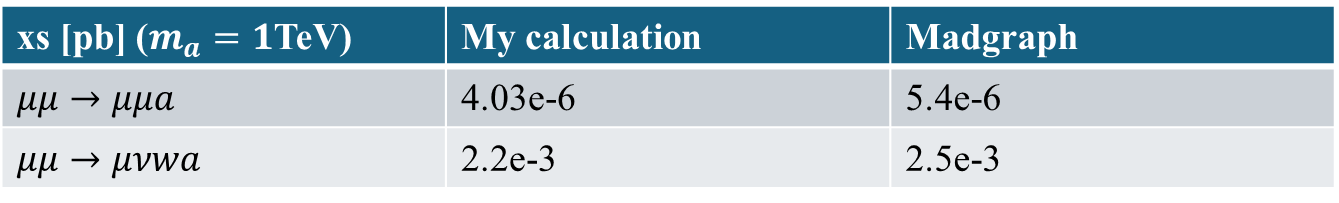 xs [pb] (𝒎ₐ = 𝟏TeV) My calculation Madgraph
𝜇𝜇 → 𝜇𝜇𝑎 4.03e-6 5.4e-6
𝜇𝜇 → 𝜇𝜈𝑤𝑎 2.2e-3 2.5e-3